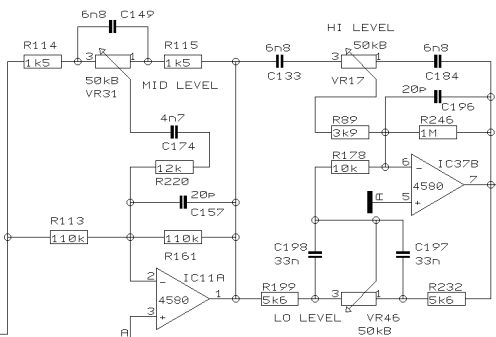 6n8 C149
HI LEVEL
R114
R115
6n8
50kB
6n8
1k5
3
1
1k5
3
1
50kB
MID LEVEL
C133
VR17
C184
VR31
20p
C196
4n7
R89
R246
C174
3k9
1M
R178
IC37B
12k
10k
6
-
7
R220
4580
20p
A
5
+
C157
R113
110k
110k
C198
C197
R161
33n
33n
2
-
IC11A
R199
R232
4580
1
5k6
3
1
5k6
3
+
LO LEVEL
VR46
A
50kB